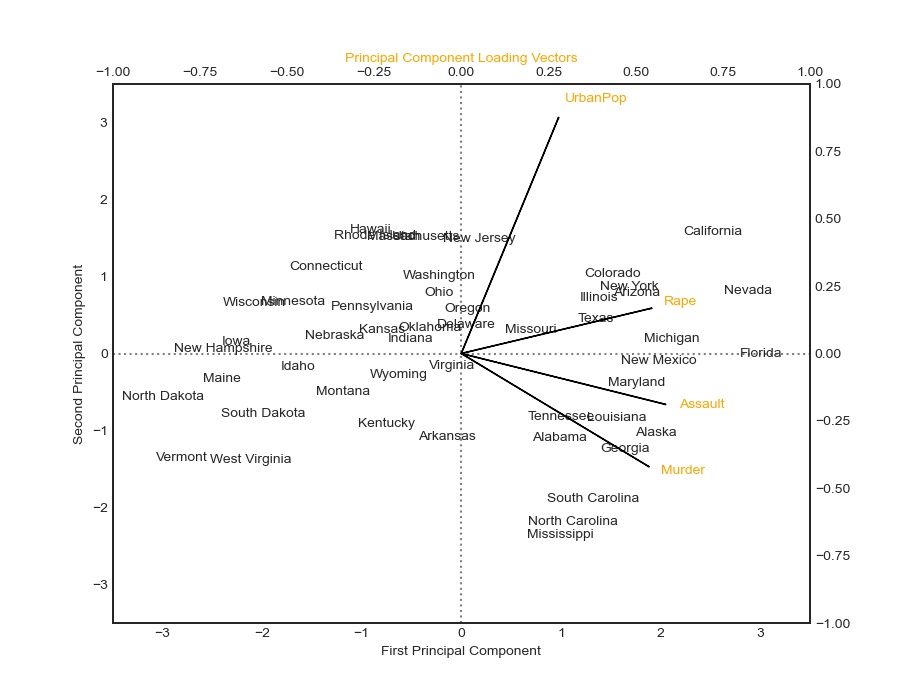 Principal Component Loading Vectors
−1.00 −0.75 −0.50 −0.25 0.00 0.25 0.50 0.75 1.00
1.00
UrbanPop
3
0.75
2
0.50
Hawaii
California
Rhode Island
Massachusetts
Utah
New Jersey
Connecticut
1
Washington
Colorado
New York
0.25
Ohio
Arizona
Nevada
Illinois
Wisconsin
Minnesota
Rape
Pennsylvania
Oregon
Texas
Delaware
Kansas
Oklahoma
Missouri
Nebraska
Indiana
Michigan
Iowa
New Hampshire
0
Florida
0.00
New Mexico
Idaho
Virginia
Maine
Wyoming
Maryland
Montana
North Dakota
Assault
−0.25
South Dakota
Tennessee
Louisiana
Kentucky
−1
Arkansas
Alabama
Alaska
Georgia
Vermont
West Virginia
Murder
−0.50
South Carolina
−2
North Carolina
Mississippi
−0.75
−3
−1.00
−3 −2 −1 0 1 2 3
First Principal Component
Second Principal Component